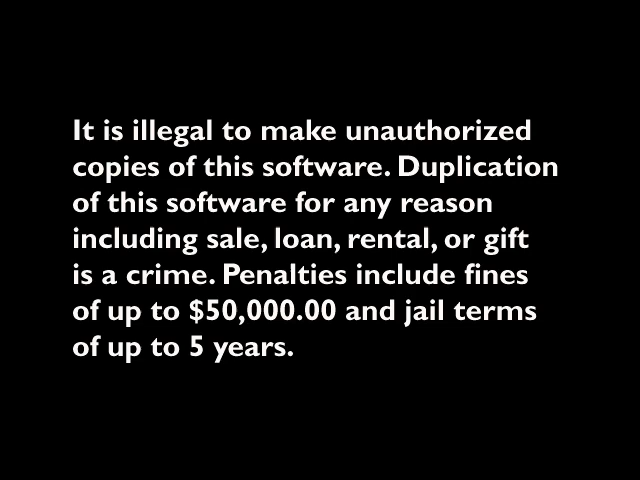 It is illegal to make unauthorized
copies of this software. Duplication
of this software for any reason
including sale, loan, rental, or gift
is a crime. Penalties include fines
of up to $50,000.00 and jail terms
of up to 5 years.